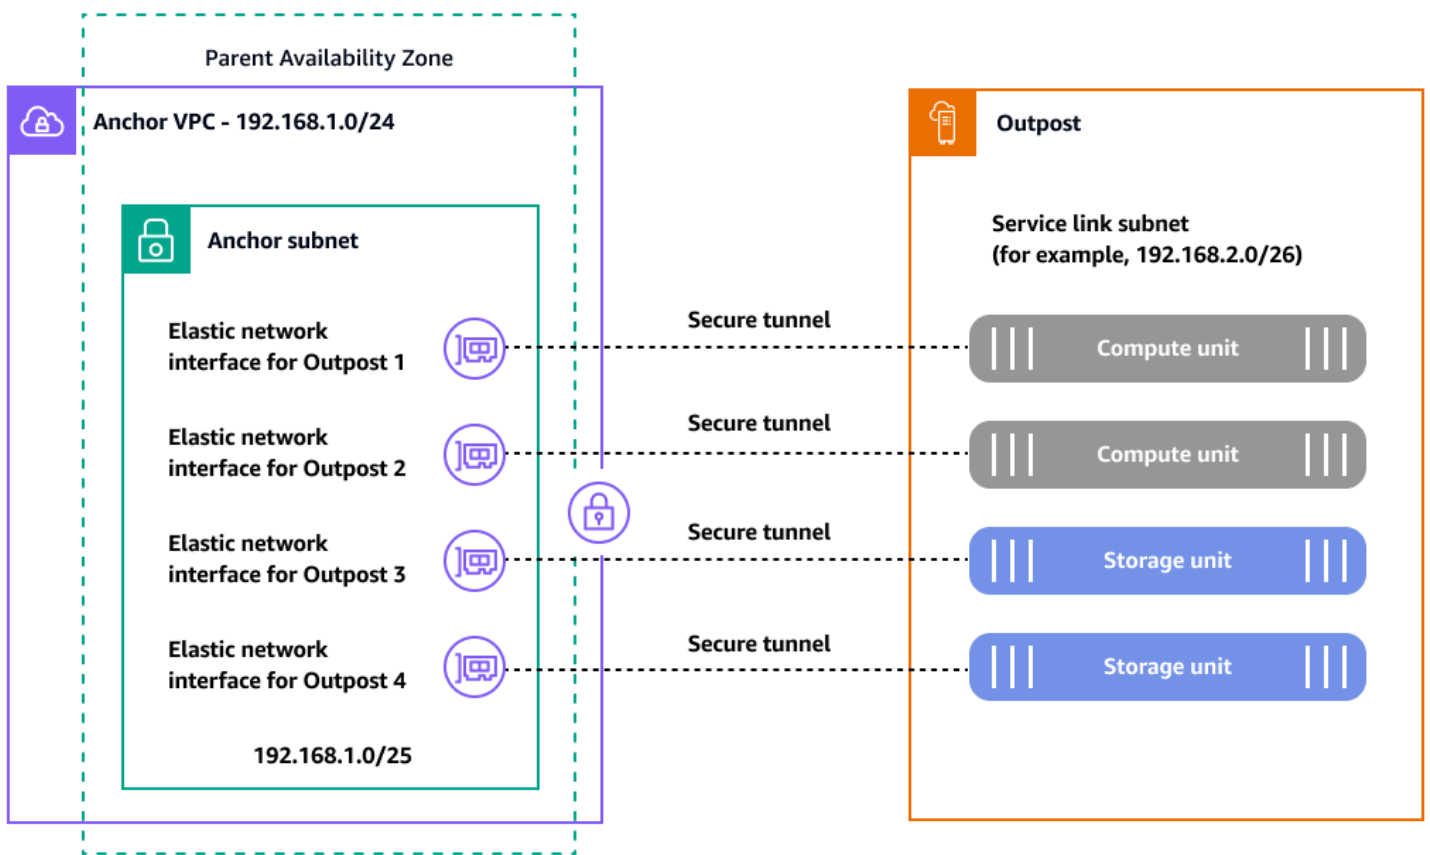 Parent Availability Zone
Anchor VPC - 192.168.1.0/24
Anchor subnet
Elastic network
interface for Outpost 1
Elastic network
interface for Outpost 2
Elastic network
interface for Outpost 3
Elastic network
interface for Outpost 4
192.168.1.0/25
Secure tunnel
Secure tunnel
Secure tunnel
Secure tunnel
Outpost
Service link subnet
(for example, 192.168.2.0/26)
Compute unit
Compute unit
Storage unit
Storage unit